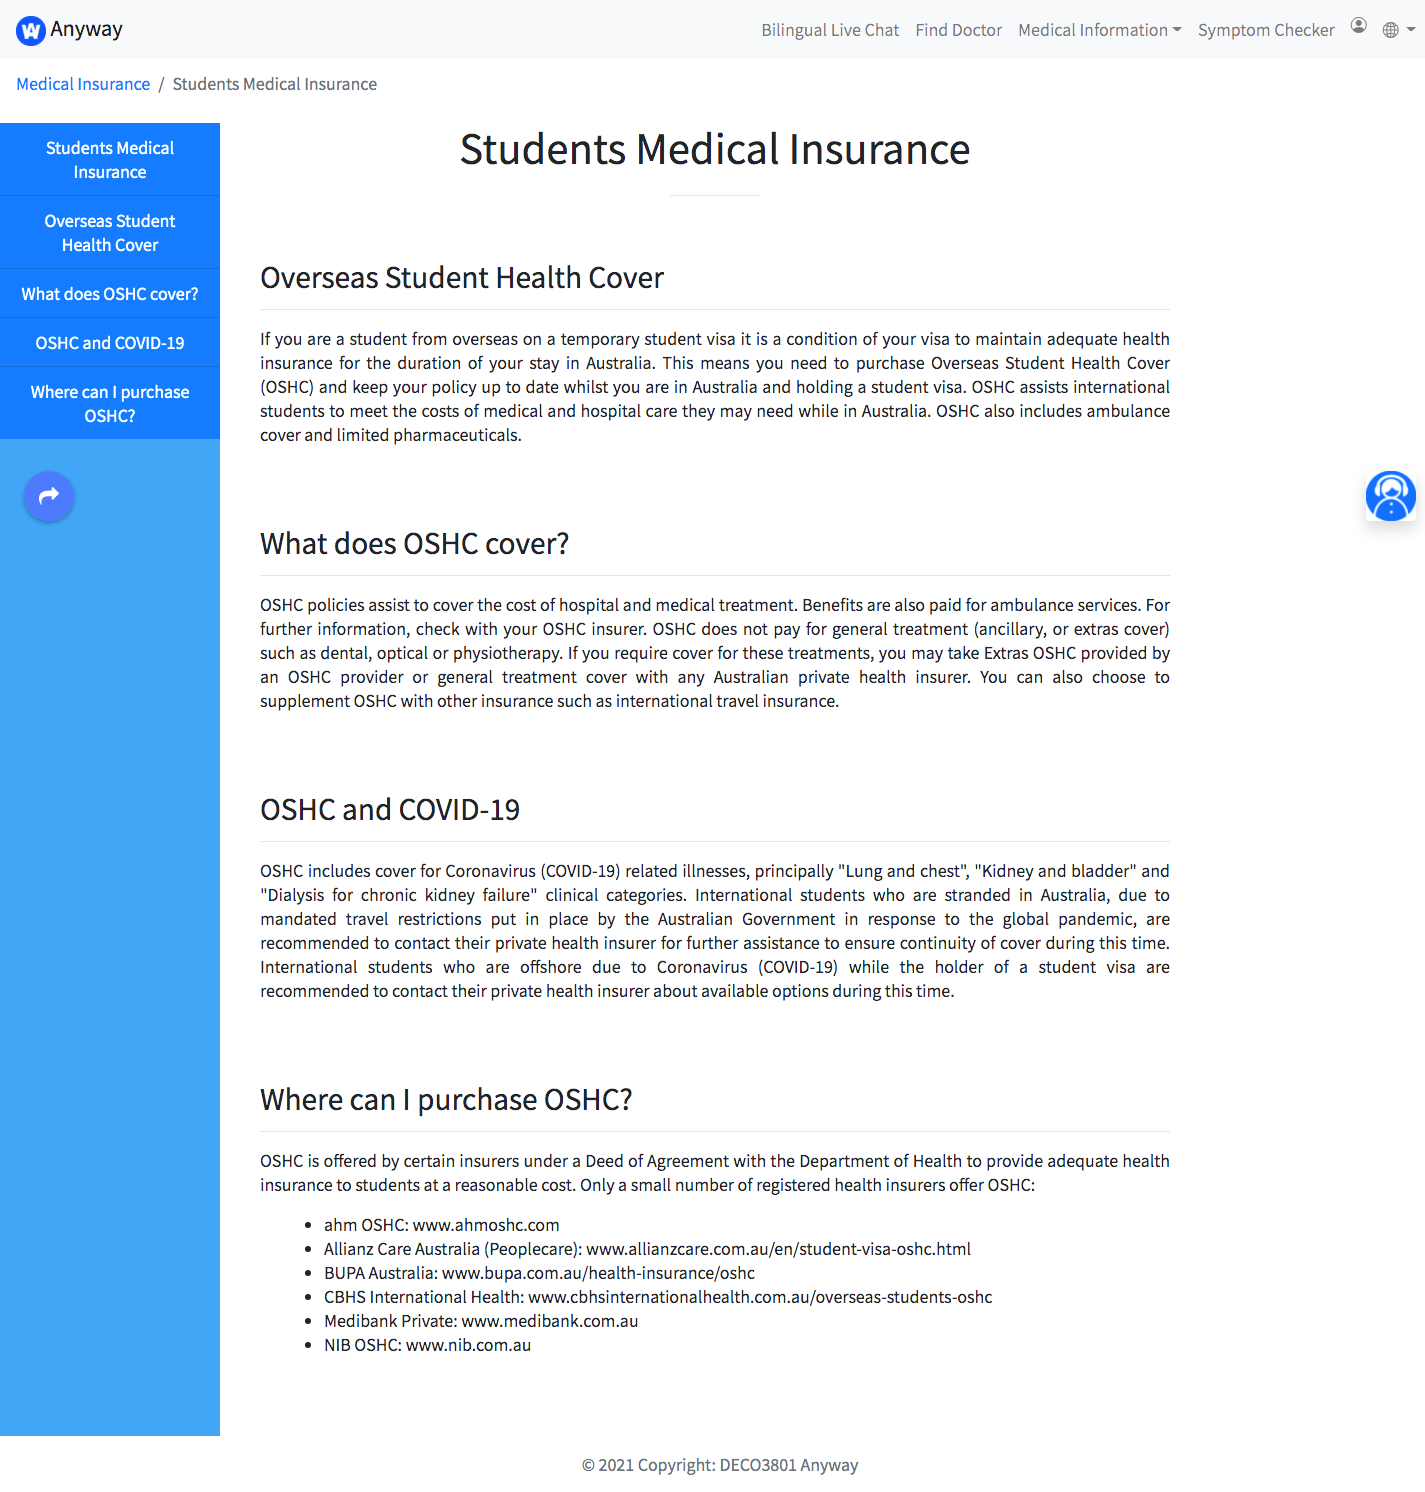 Anyway
Bilingual Live Chat Find Doctor Medical Information Symptom Checker
Medical Insurance / Students Medical Insurance
Students Medical
Insurance
Overseas Student
Health Cover
What does OSHC cover?
OSHC and COVID-19
Where can I purchase
OSHC?
Students Medical Insurance
Overseas Student Health Cover
If you are a student from overseas on a temporary student visa it is a condition of your visa to maintain adequate health
insurance for the duration of your stay in Australia. This means you need to purchase Overseas Student Health Cover
(OSHC) and keep your policy up to date whilst you are in Australia and holding a student visa. OSHC assists international
students to meet the costs of medical and hospital care they may need while in Australia. OSHC also includes ambulance
cover and limited pharmaceuticals.
What does OSHC cover?
OSHC policies assist to cover the cost of hospital and medical treatment. Benefits are also paid for ambulance services. For
further information, check with your OSHC insurer. OSHC does not pay for general treatment (ancillary, or extras cover)
such as dental, optical or physiotherapy. If you require cover for these treatments, you may take Extras OSHC provided by
an OSHC provider or general treatment cover with any Australian private health insurer. You can also choose to
supplement OSHC with other insurance such as international travel insurance.
OSHC and COVID-19
OSHC includes cover for Coronavirus (COVID-19) related illnesses, principally "Lung and chest", "Kidney and bladder" and
"Dialysis for chronic kidney failure" clinical categories. International students who are stranded in Australia, due to
mandated travel restrictions put in place by the Australian Government in response to the global pandemic, are
recommended to contact their private health insurer for further assistance to ensure continuity of cover during this time.
International students who are offshore due to Coronavirus (COVID-19) while the holder of a student visa are
recommended to contact their private health insurer about available options during this time.
Where can I purchase OSHC?
OSHC is offered by certain insurers under a Deed of Agreement with the Department of Health to provide adequate health
insurance to students at a reasonable cost. Only a small number of registered health insurers offer OSHC:
• ahm OSHC: www.ahmoshc.com
• Allianz Care Australia (Peoplecare): www.allianzcare.com.au/en/student-visa-oshc.html
• BUPA Australia: www.bupa.com.au/health-insurance/oshc
• CBHS International Health: www.cbhsinternationalhealth.com.au/overseas-students-oshc
• Medibank Private: www.medibank.com.au
• NIB OSHC: www.nib.com.au
© 2021 Copyright: DECO3801 Anyway